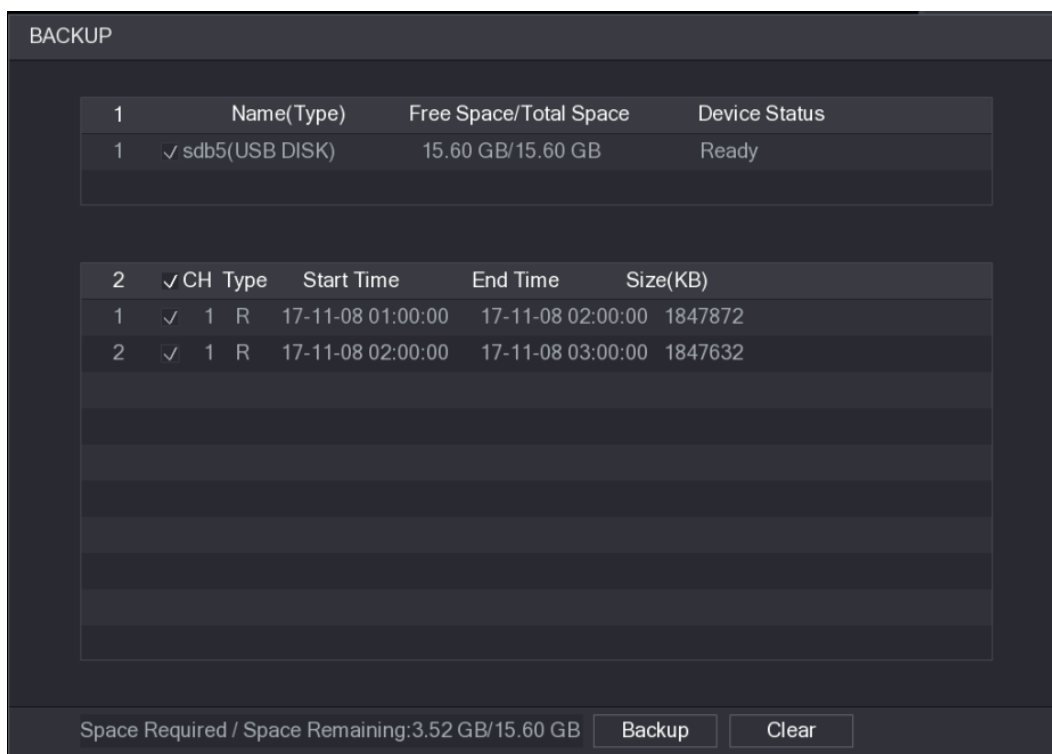 BACKUP
1 Name(Type) Free Space/Total Space Device Status
1 sdb5(USB DISK) 15.60 GB/15.60 GB Ready
2 CH Type Start Time End Time Size(KB)
1 1 R 17-11-08 01:00:00 17-11-08 02:00:00 1847872
2 1 R 17-11-08 02:00:00 17-11-08 03:00:00 1847632
Space Required / Space Remaining:3.52 GB/15.60 GB Backup Clear